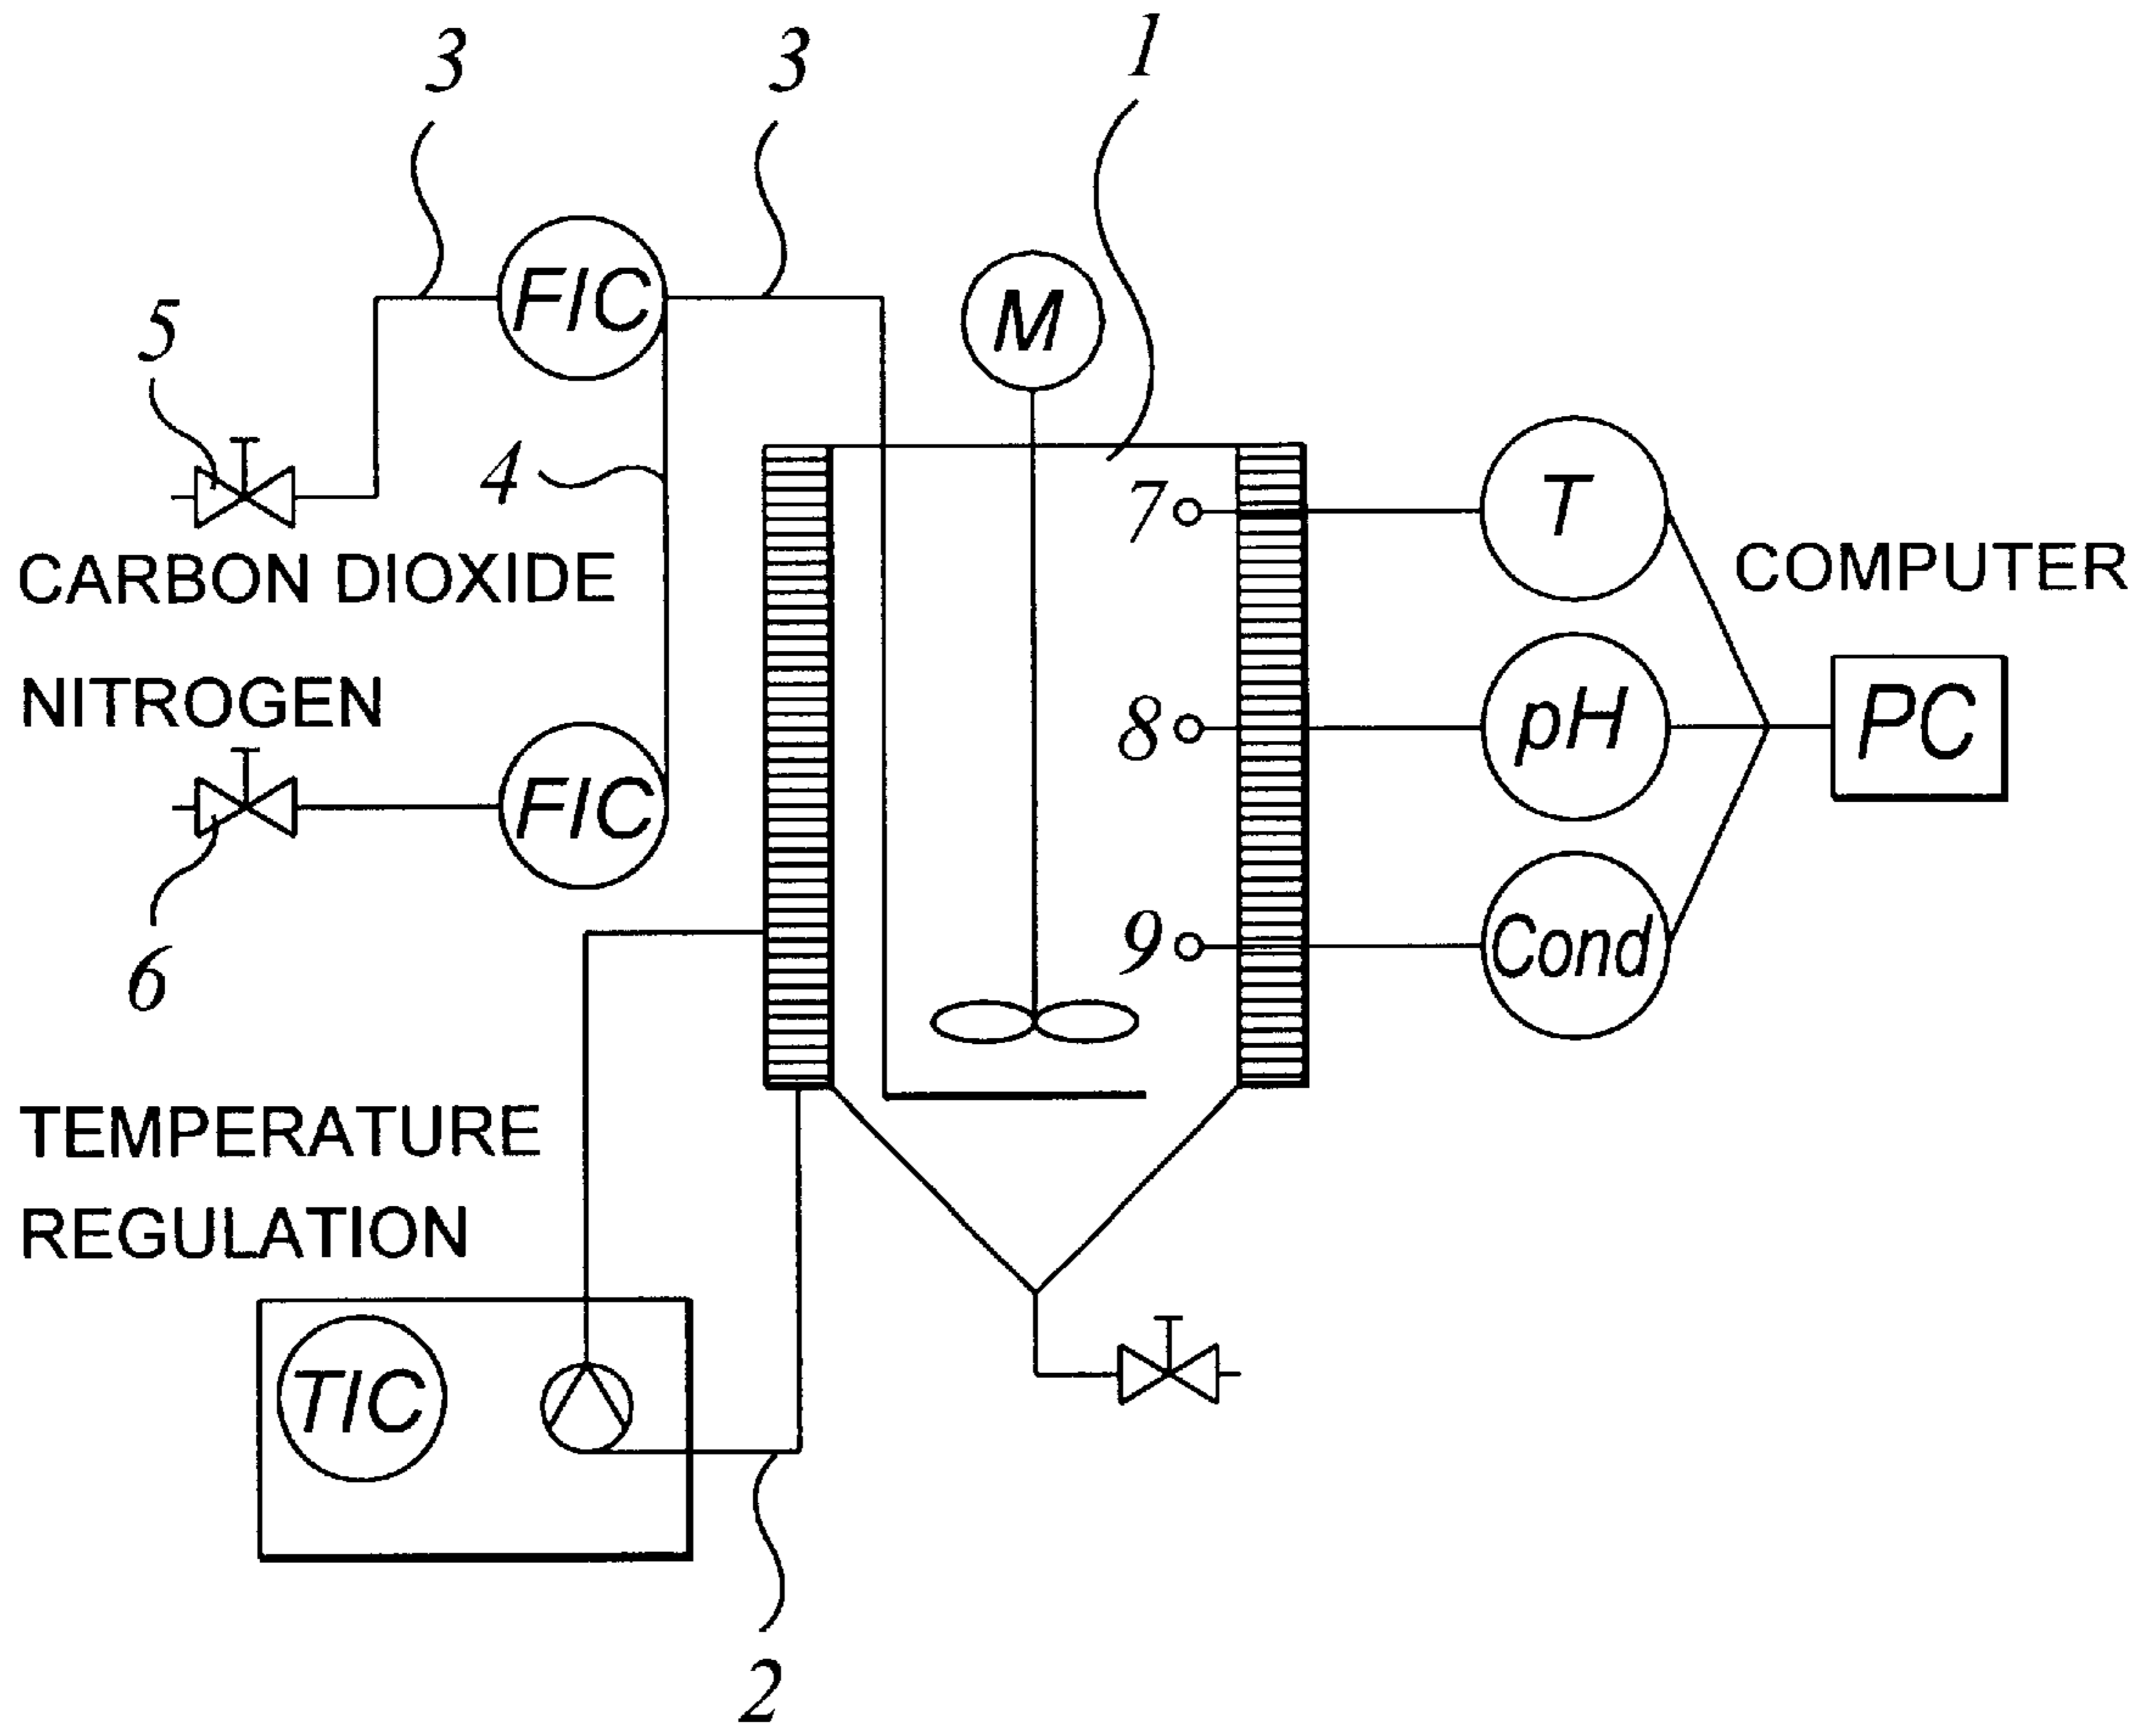 3
3
1
FIC
M
5
4
T
7
CARBON DIOXIDE
COMPUTER
NITROGEN
8
pH
PC
FIC
9
Cond
6
TEMPERATURE
REGULATION
TIC
2